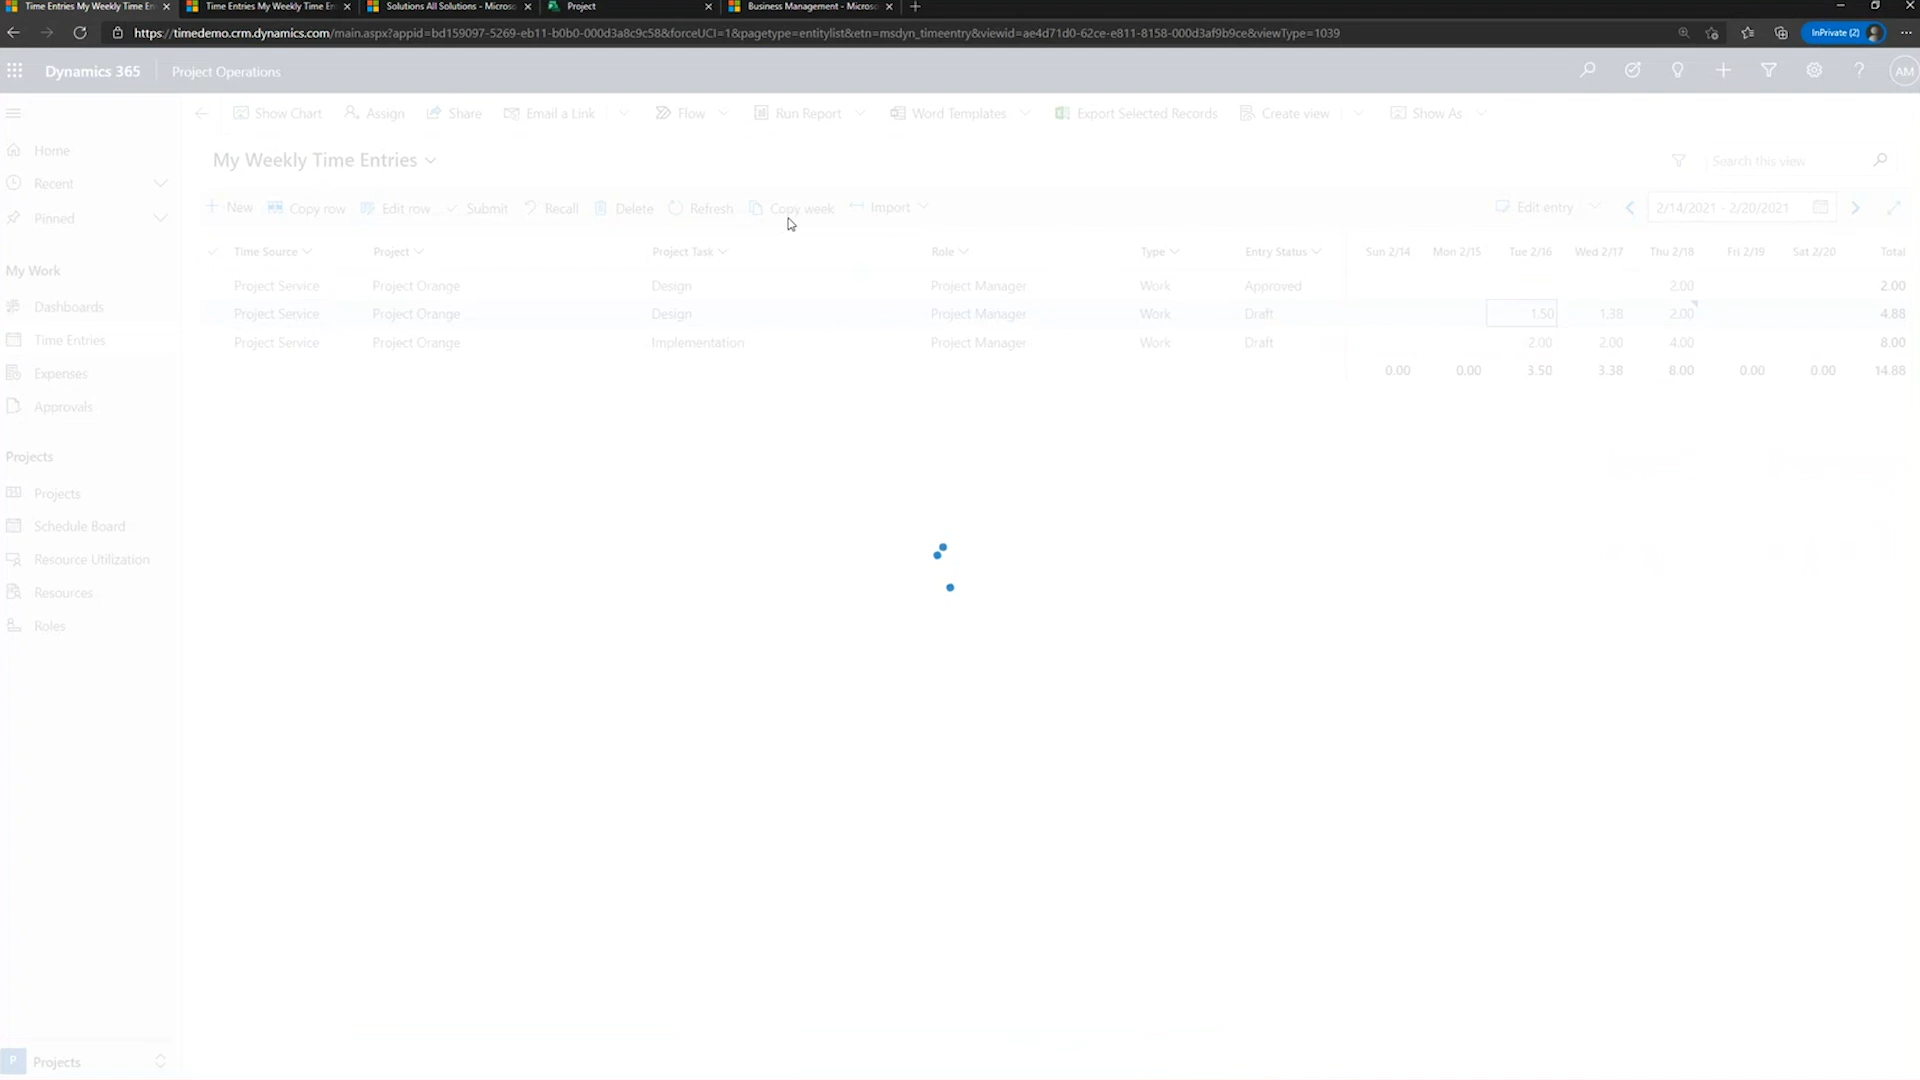 Time Entries My Weekly Time En
Time Entries My Weekly Time En
Solutions All Solutions - Microso
Project
Business Management - Microso
https://timedemo.crm.dynamics.com/main.aspx?appid=bd159097-5269-eb11-b0b0-000d3a8c9c58&forceUCI=1&pagetype=entitylist&etn=msdyn_timeentry&viewid=ae4d71d0-62ce-e811-8158-000d3af9b9ce&viewType=1039
InPrivate (2)
Dynamics 365
Project Operations
AM
Show Chart
Assign
Share
Email a Link
Flow
Run Report
Word Templates
Export Selected Records
Create view
Show As
Home
Recent
Pinned
My Work
Dashboards
Time Entries
Expenses
Approvals
Projects
Projects
Schedule Board
Resource Utilization
Resources
Roles
P Projects
My Weekly Time Entries
Search this view
New
Copy row
Edit row
Submit
Recall
Delete
Refresh
Copy week
Import
Edit entry
2/14/2021 - 2/20/2021
Time Source Project Project Task Role Type Entry Status Sun 2/14 Mon 2/15 Tue 2/16 Wed 2/17 Thu 2/18 Fri 2/19 Sat 2/20 Total
Project Service Project Orange Design Project Manager Work Approved 2.00 2.00
Project Service Project Orange Design Project Manager Work Draft 1.50 1.38 2.00 4.88
Project Service Project Orange Implementation Project Manager Work Draft 2.00 2.00 4.00 8.00
0.00 0.00 3.50 3.38 8.00 0.00 0.00 14.88